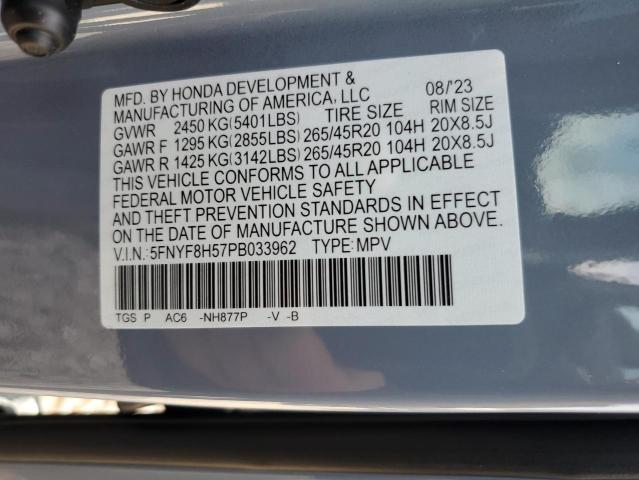 MFD. BY HONDA DEVELOPMENT &
MANUFACTURING OF AMERICA, LLC 08/'23
GVWR 2450 KG(5401LBS) TIRE SIZE RIM SIZE
GAWR F 1295 KG(2855LBS) 265/45R20 104H 20X8.5J
GAWR R 1425 KG(3142LBS) 265/45R20 104H 20X8.5J
THIS VEHICLE CONFORMS TO ALL APPLICABLE
FEDERAL MOTOR VEHICLE SAFETY
AND THEFT PREVENTION STANDARDS IN EFFECT
ON THE DATE OF MANUFACTURE SHOWN ABOVE.
V.I.N.:5FNYF8H57PB033962 TYPE:MPV
TGS P AC6 -NH877P -V -B